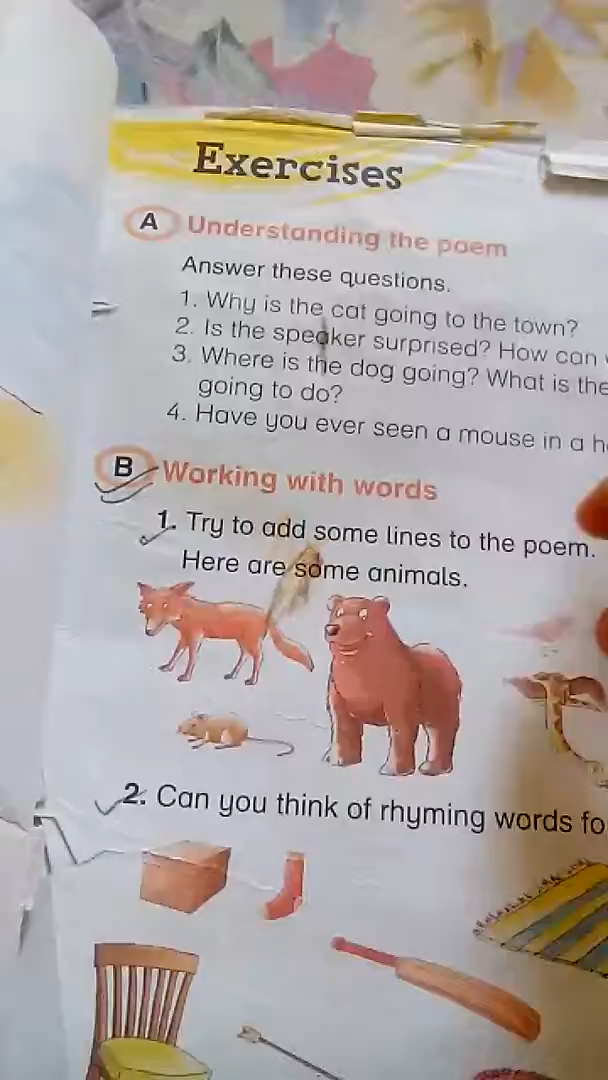 Exercises
A Understanding the poem
Answer these questions.
1. Why is the cat going to the town?
2. Is the speaker surprised? How can
3. Where is the dog going? What is the
going to do?
4. Have you ever seen a mouse in a
B Working with words
1. Try to add some lines to the poem.
Here are some animals.
2. Can you think of rhyming words